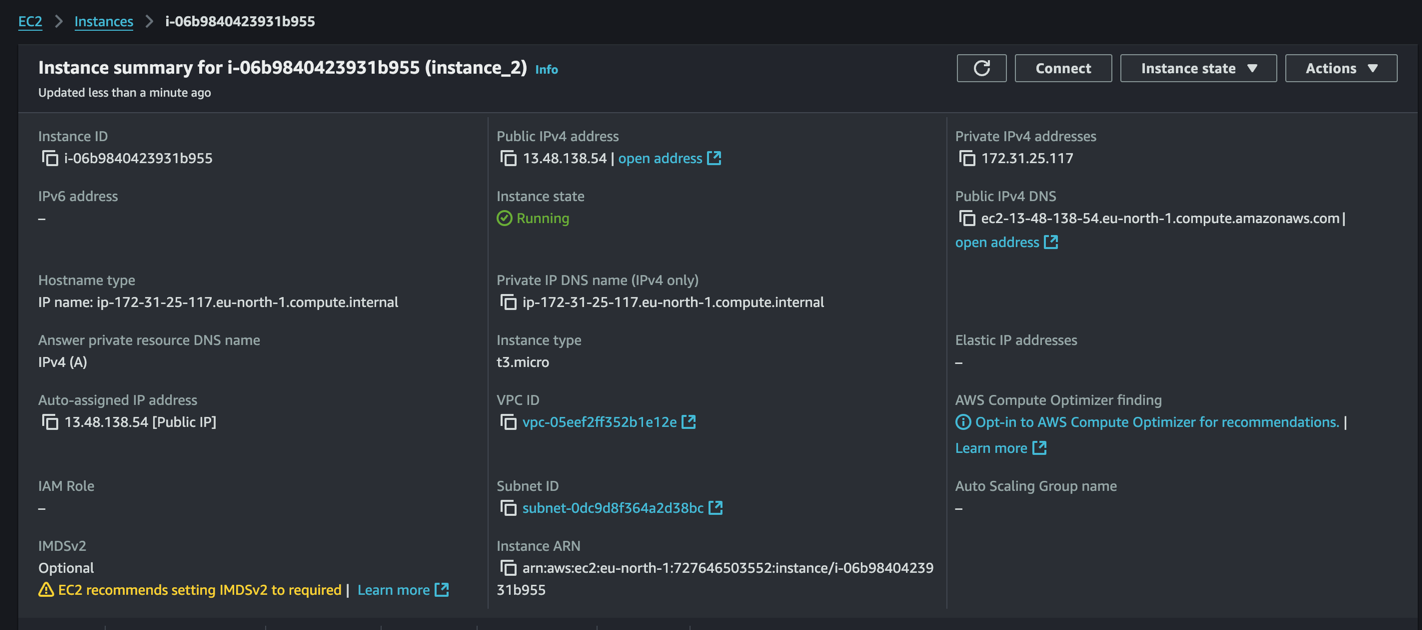 EC2 > Instances > i-06b9840423931b955
Instance summary for i-06b9840423931b955 (instance_2) Info
Updated less than a minute ago
Connect
Instance state
Actions
Instance ID
i-06b9840423931b955
IPv6 address
–
Hostname type
IP name: ip-172-31-25-117.eu-north-1.compute.internal
Answer private resource DNS name
IPv4 (A)
Auto-assigned IP address
13.48.138.54 [Public IP]
IAM Role
–
IMDSv2
Optional
EC2 recommends setting IMDSv2 to required | Learn more
Public IPv4 address
13.48.138.54 | open address
Instance state
Running
Private IP DNS name (IPv4 only)
ip-172-31-25-117.eu-north-1.compute.internal
Instance type
t3.micro
VPC ID
vpc-05eef2ff352b1e12e
Subnet ID
subnet-0dc9d8f364a2d38bc
Instance ARN
arn:aws:ec2:eu-north-1:727646503552:instance/i-06b98404239
31b955
Private IPv4 addresses
172.31.25.117
Public IPv4 DNS
ec2-13-48-138-54.eu-north-1.compute.amazonaws.com |
open address
Elastic IP addresses
–
AWS Compute Optimizer finding
Opt-in to AWS Compute Optimizer for recommendations. |
Learn more
Auto Scaling Group name
–